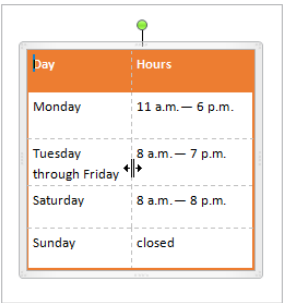 Day Hours
Monday 11 a.m.— 6 p.m.
Tuesday 8 a.m.— 7 p.m.
through Friday
Saturday 8 a.m.— 8 p.m.
Sunday closed